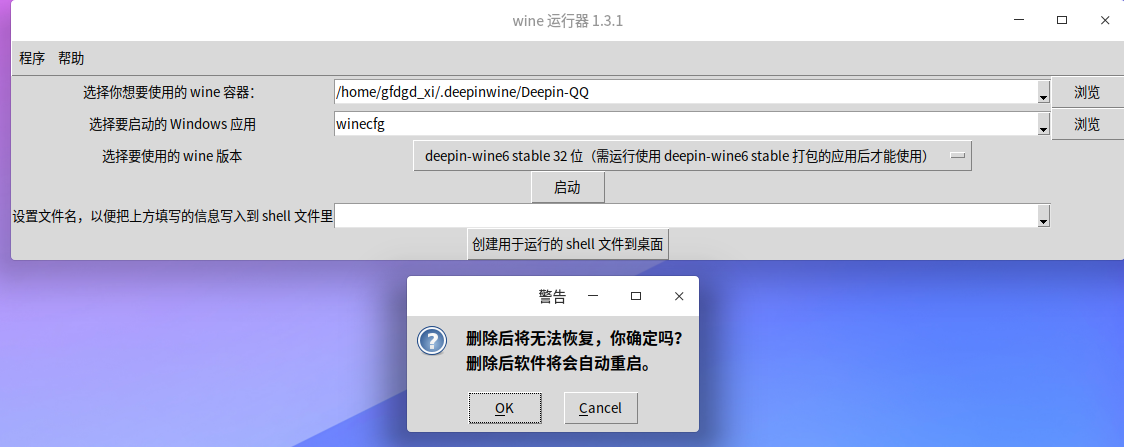 wine 运行器 1.3.1
程序 帮助
选择你想要使用的 wine 容器： /home/gfdgd_xi/.deepinwine/Deepin-QQ 浏览
选择要启动的 Windows 应用 winecfg 浏览
选择要使用的 wine 版本 deepin-wine6 stable 32 位（需运行使用 deepin-wine6 stable 打包的应用后才能使用）
启动
设置文件名，以便把上方填写的信息写入到 shell 文件里
创建用于运行的 shell 文件到桌面
警告
删除后将无法恢复，你确定吗？
删除后软件将会自动重启。
OK Cancel